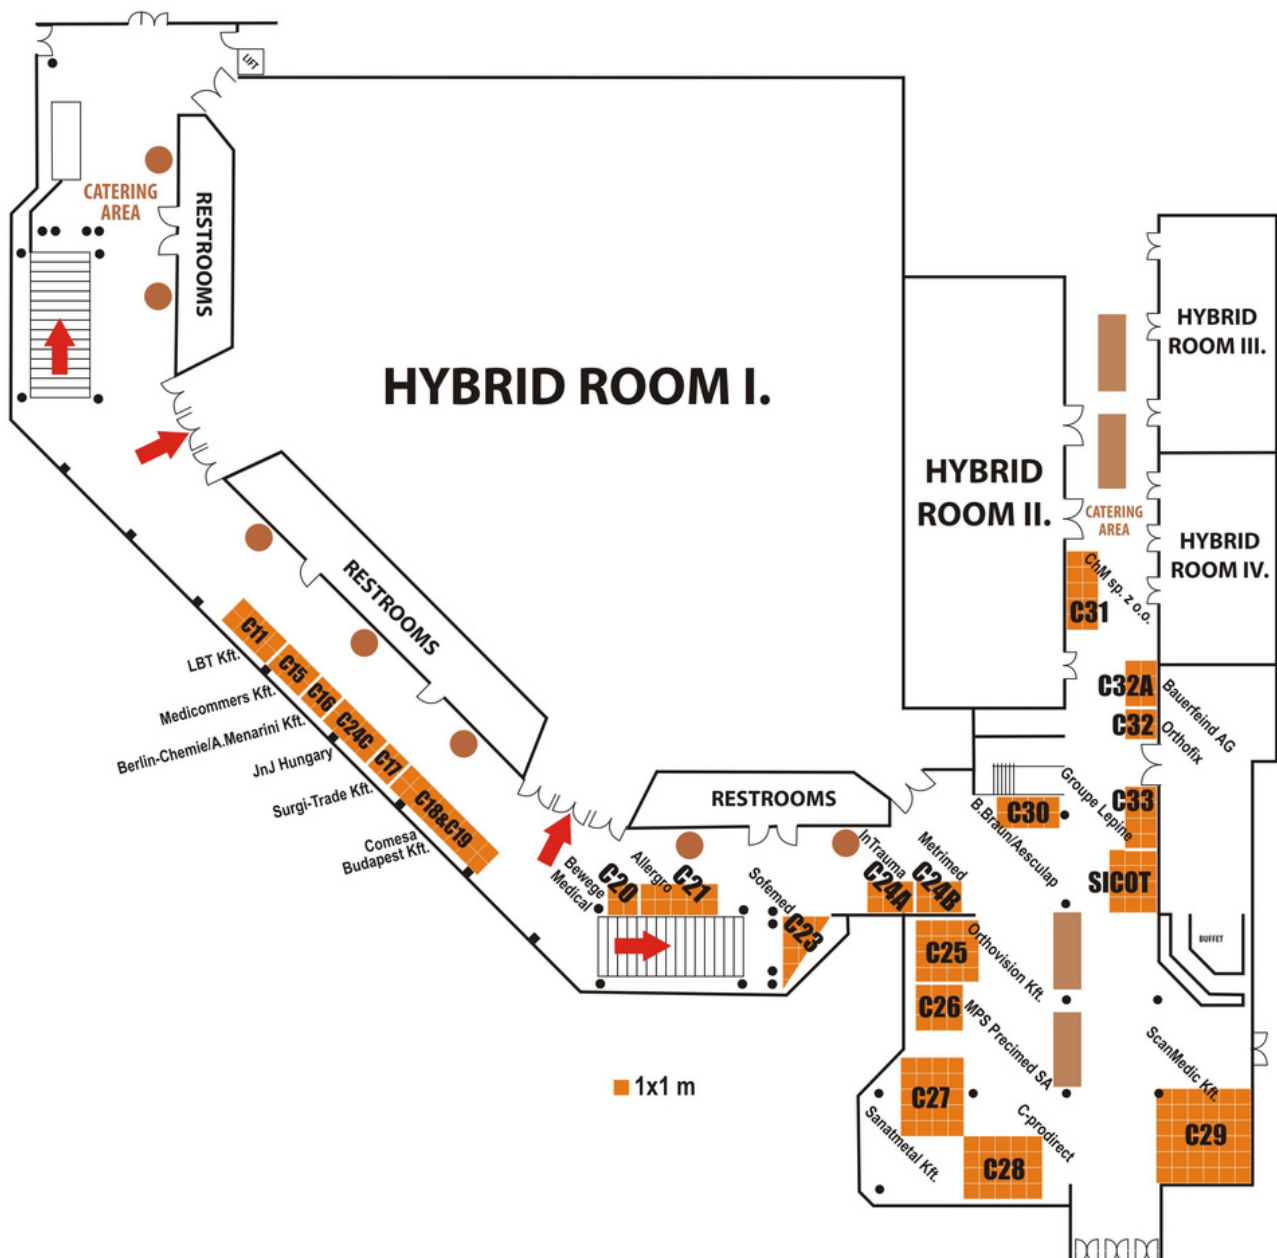 LIFT
CATERING
AREA
RESTROOMS
HYBRID ROOM I.
HYBRID
ROOM III.
HYBRID
ROOM II.
CATERING
AREA
HYBRID
ROOM IV.
ChM sp. z o.o.
C31
RESTROOMS
C11
LBT Kft.
C15
Medicommers Kft.
C16
Berlin-Chemie/A.Menarini Kft.
C24C
JnJ Hungary
C17
Surgi-Trade Kft.
C18&C19
Comesa
Budapest Kft.
C32A
Bauerfeind AG
C32
Orthofix
RESTROOMS
Groupe Lepine
C33
C30
B.Braun/Aesculap
SICOT
Bewege
Medical
C20
Allergro
C21
Sofemed
C23
InTrauma
C24A
Metrimed
C24B
C25
Orthovision Kft.
BUFFET
C26
MPS Precimed SA
1x1 m
C27
Sanatmetal Kft.
C-prodirect
C28
ScanMedic Kft.
C29